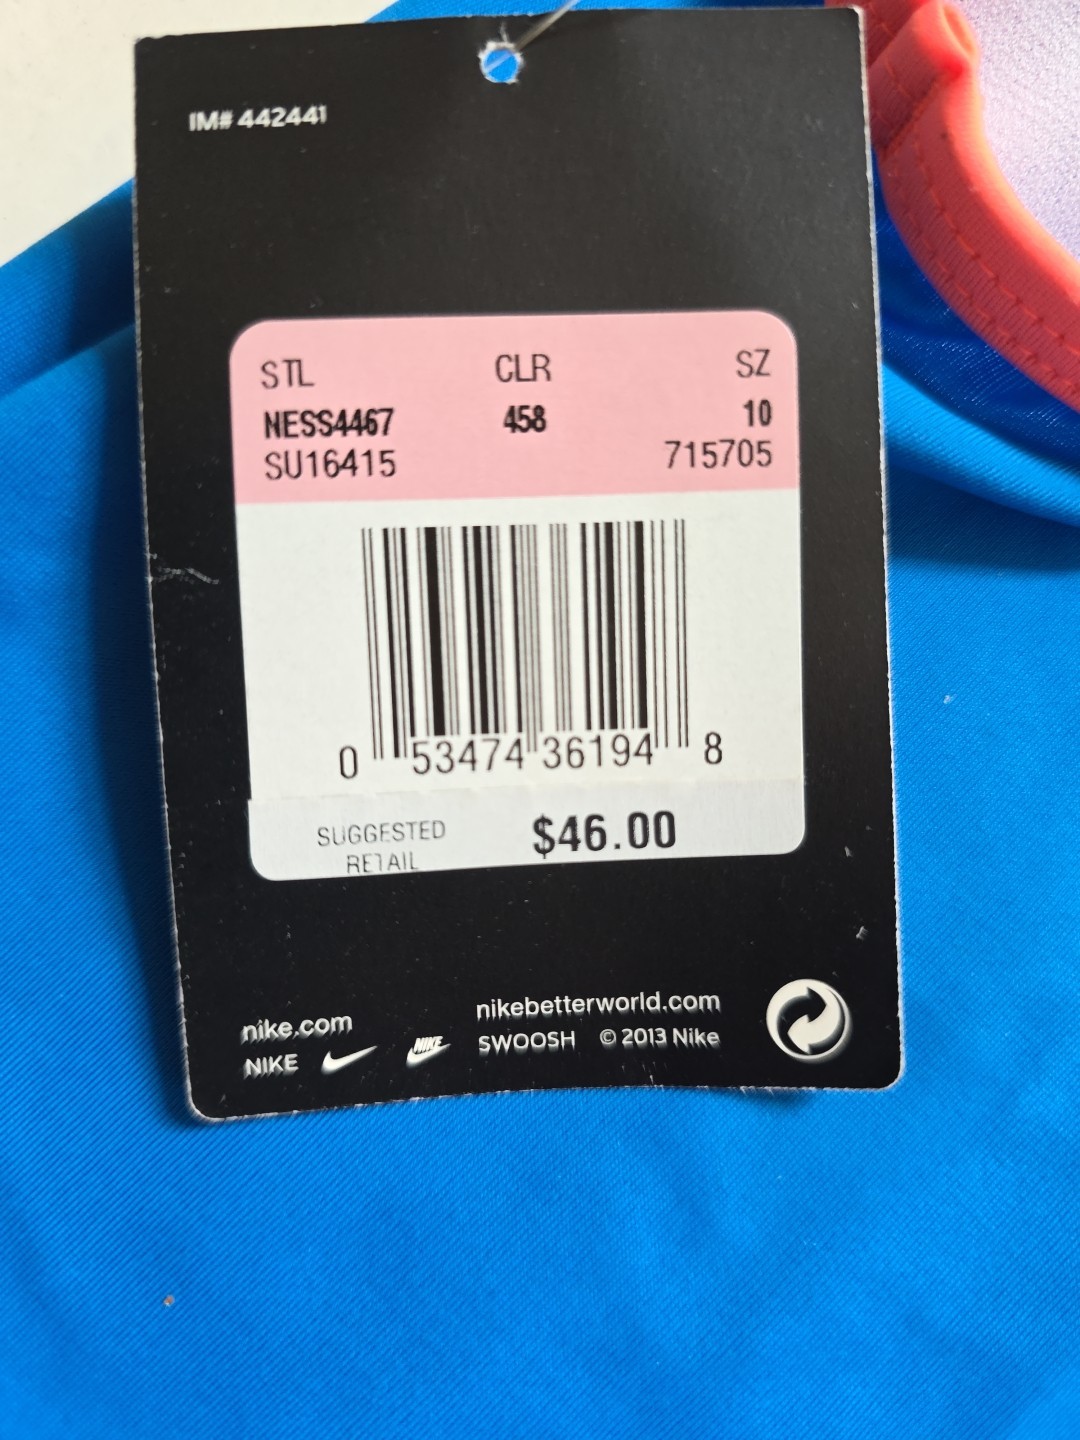 IM# 442441
STL CLR SZ
NESS4467 458 10
SU16415 715705
0 53474 36194 8
SUGGESTED $46.00
RETAIL
nike.com nikebetterworld.com
NIKE NIKE SWOOSH © 2013 Nike